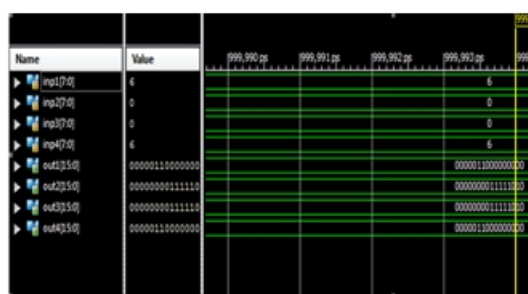 999
Name Value 999,990 ps 999,991 ps 999,992 ps 999,993 ps 999
inp1[7:0] 6 6
inp2[7:0] 0 0
inp3[7:0] 0 0
inp4[7:0] 6 6
out1[15:0] 00000110000000 0000011000000000
out2[15:0] 00000000111110 0000000011111010
out3[15:0] 00000000111110 0000000011111010
out4[15:0] 00000110000000 0000011000000000